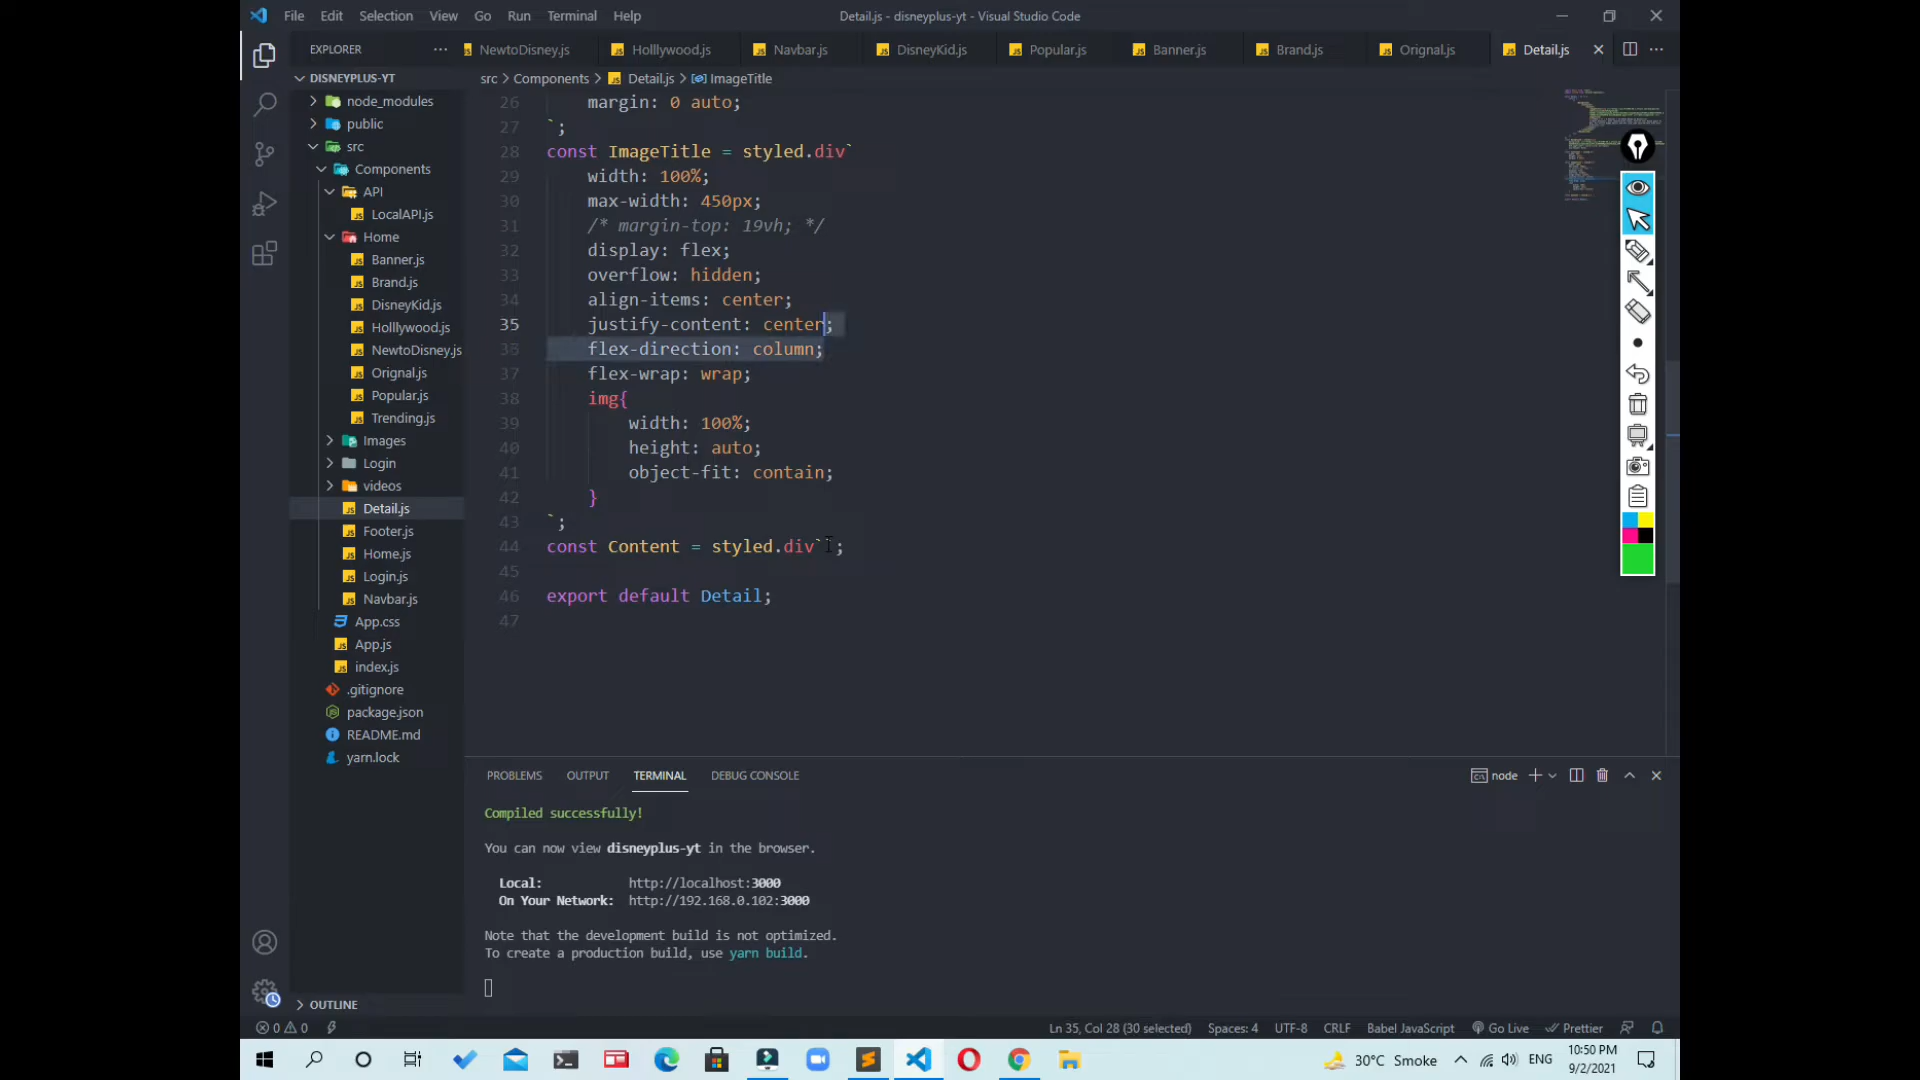 File Edit Selection View Go Run Terminal Help
Detail.js - disneyplus-yt - Visual Studio Code
EXPLORER
NewtoDisney.js Holllywood.js Navbar.js DisneyKid.js Popular.js Banner.js Brand.js Orignal.js Detail.js
DISNEYPLUS-YT
src > Components > Detail.js > ImageTitle
node_modules
public
src
Components
API
LocalAPI.js
Home
Banner.js
Brand.js
DisneyKid.js
Holllywood.js
NewtoDisney.js
Orignal.js
Popular.js
Trending.js
Images
Login
videos
Detail.js
Footer.js
Home.js
Login.js
Navbar.js
App.css
App.js
index.js
.gitignore
package.json
README.md
yarn.lock
OUTLINE
26 margin: 0 auto;
27 `;
28 const ImageTitle = styled.div`
29 width: 100%;
30 max-width: 450px;
31 /* margin-top: 19vh; */
32 display: flex;
33 overflow: hidden;
34 align-items: center;
35 justify-content: center;
36 flex-direction: column;
37 flex-wrap: wrap;
38 img{
39 width: 100%;
40 height: auto;
41 object-fit: contain;
42 }
43 `;
44 const Content = styled.div``;
45
46 export default Detail;
47
PROBLEMS OUTPUT TERMINAL DEBUG CONSOLE
node
Compiled successfully!
You can now view disneyplus-yt in the browser.
Local: http://localhost:3000
On Your Network: http://192.168.0.102:3000
Note that the development build is not optimized.
To create a production build, use yarn build.
0 0
Ln 35, Col 28 (30 selected) Spaces: 4 UTF-8 CRLF Babel JavaScript Go Live Prettier
30°C Smoke ENG
10:50 PM
9/2/2021